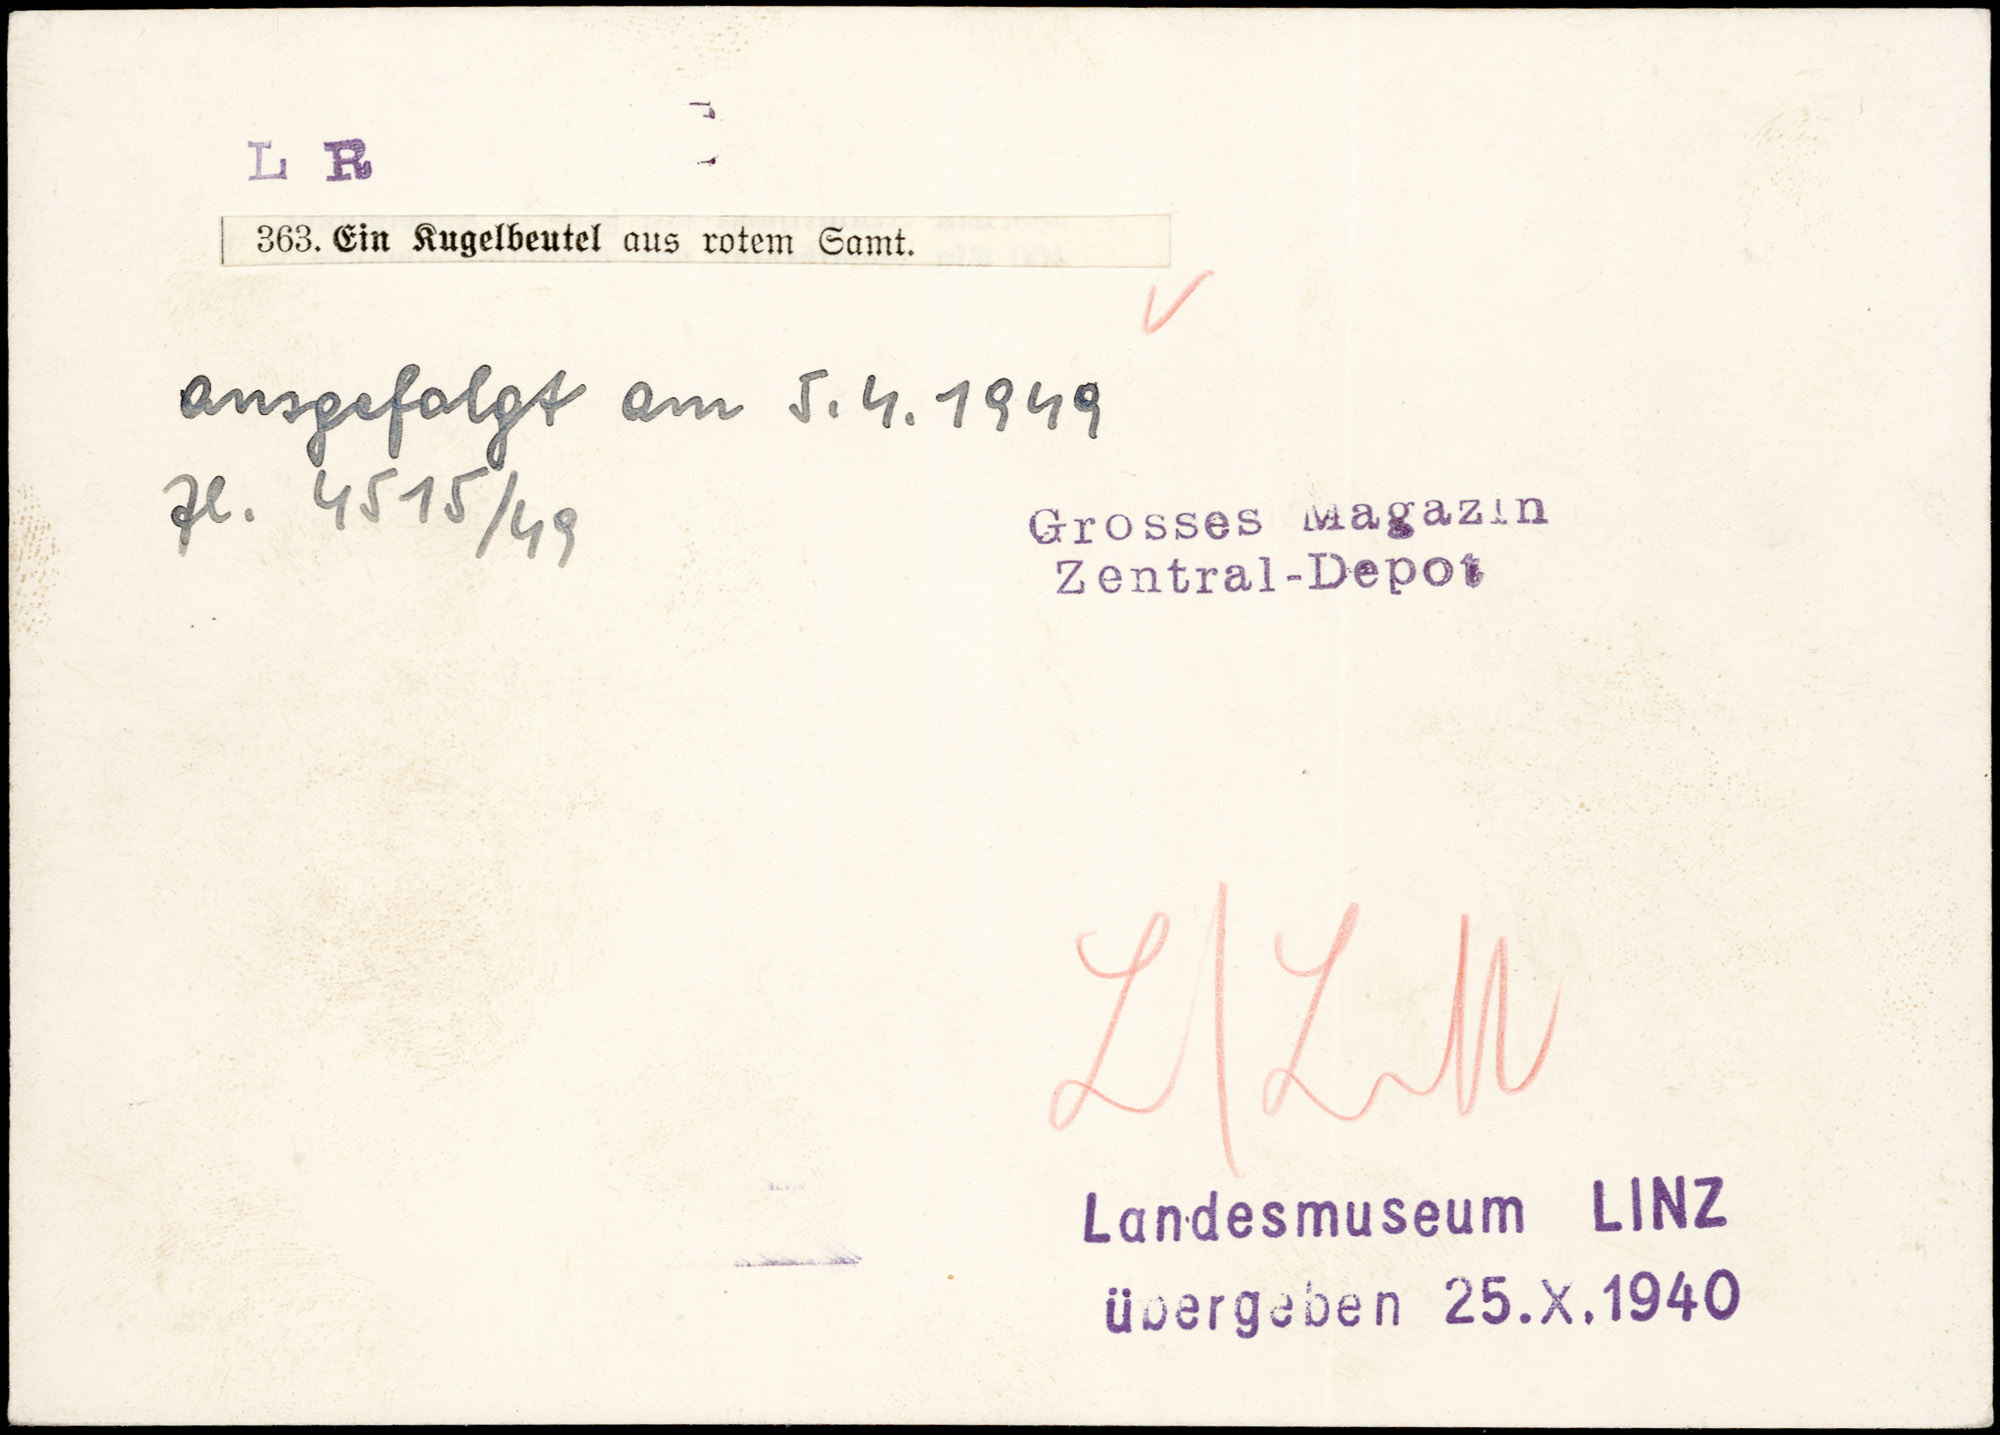 L R
363. Ein Kugelbeutel aus rotem Samt.
ausgefolgt am 5.4.1949
Zl. 4515/49
Grosses Magazin
Zentral-Depot
Landesmuseum LINZ
übergeben 25.X.1940